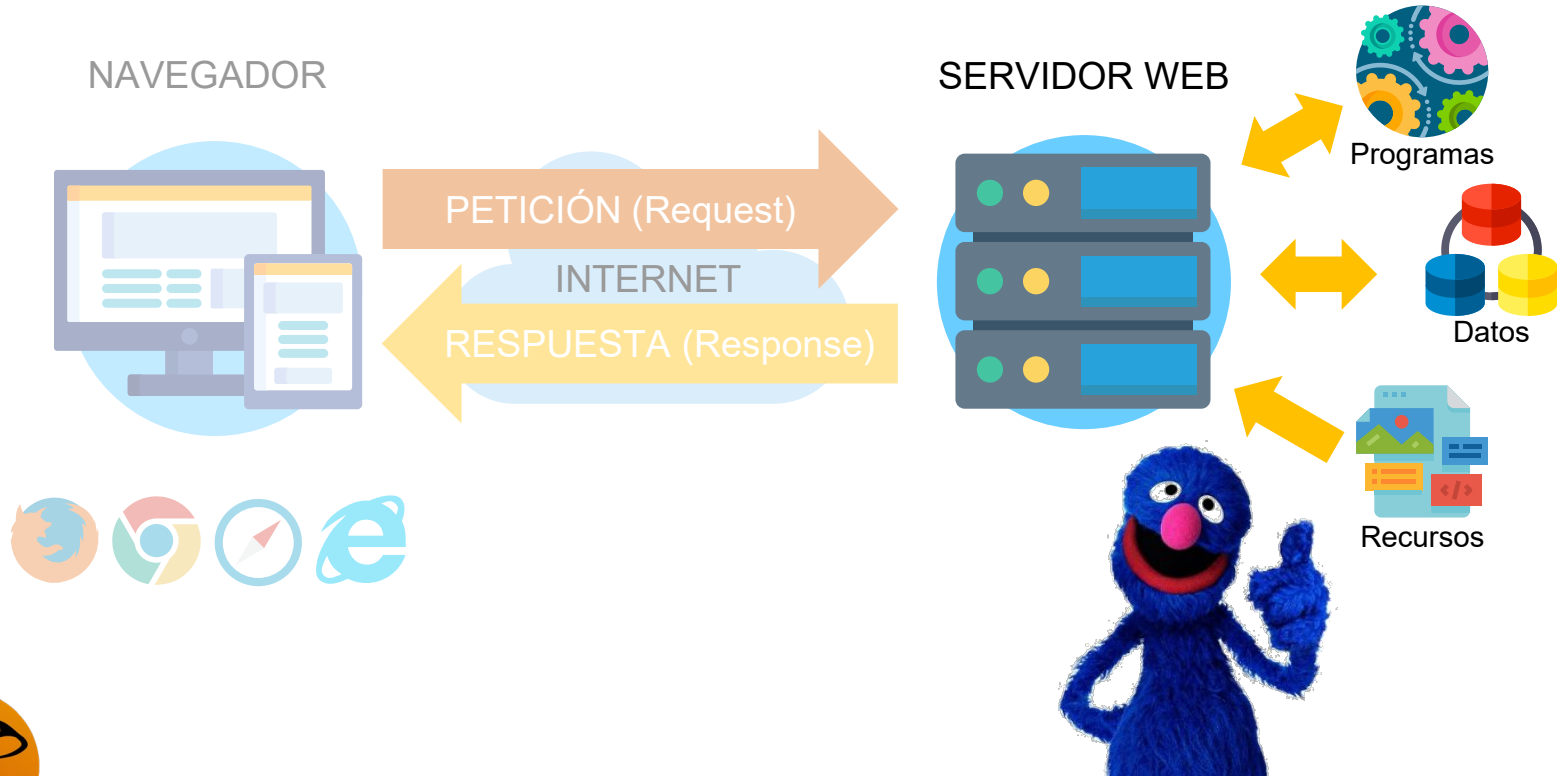 NAVEGADOR
SERVIDOR WEB
Programas
PETICIÓN (Request)
INTERNET
RESPUESTA (Response)
Datos
Recursos